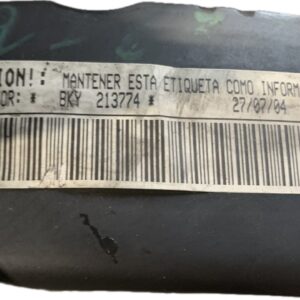 ION!: MANTENER ESTA ETIQUETA COMO INFORM
OR: * BKY 213774 * 27/07/04